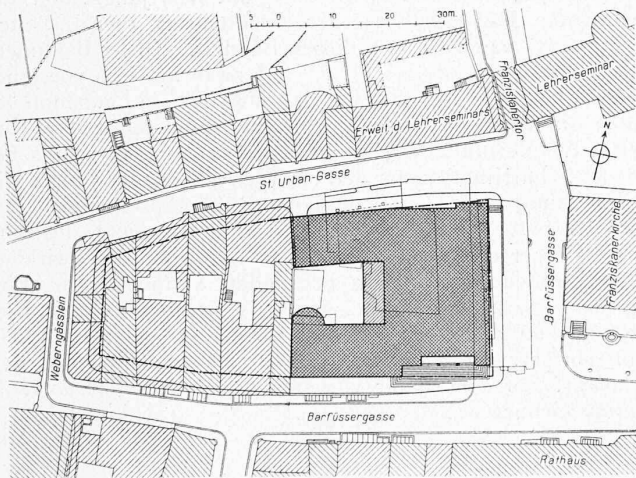 5 0 10 20 30m.
Franziskanertor
Lehrerseminar
Erweit. d. Lehrerseminars
N
St. Urban-Gasse
Webergässlein
Barfüssergasse
Franziskanerkirche
Barfüssergasse
Rathaus